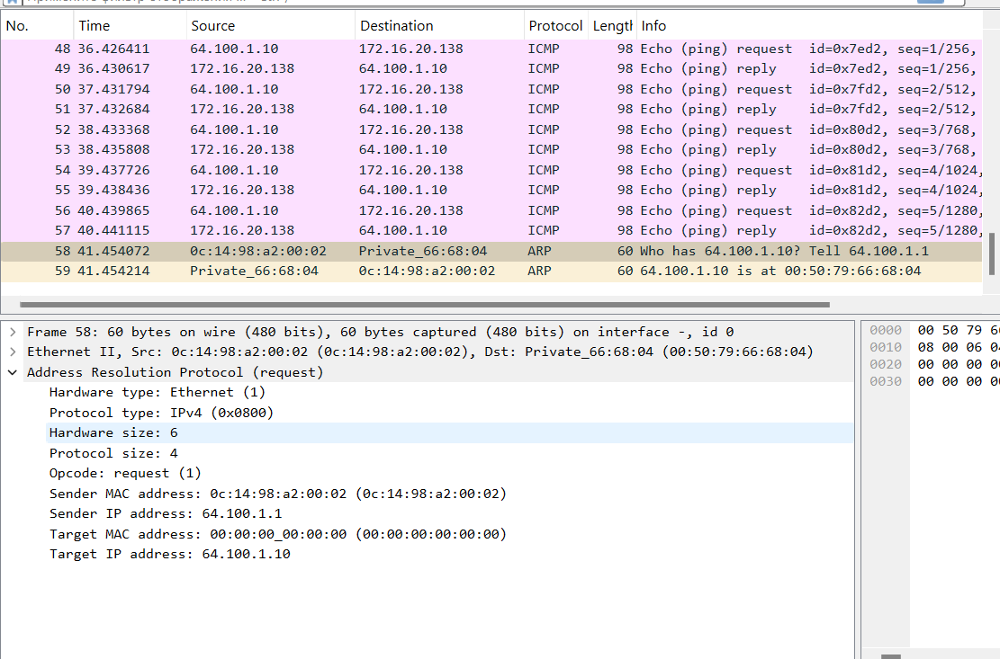 No. Time Source Destination Protocol Length Info
48 36.426411 64.100.1.10 172.16.20.138 ICMP 98 Echo (ping) request id=0x7ed2, seq=1/256,
49 36.430617 172.16.20.138 64.100.1.10 ICMP 98 Echo (ping) reply id=0x7ed2, seq=1/256,
50 37.431794 64.100.1.10 172.16.20.138 ICMP 98 Echo (ping) request id=0x7fd2, seq=2/512,
51 37.432684 172.16.20.138 64.100.1.10 ICMP 98 Echo (ping) reply id=0x7fd2, seq=2/512,
52 38.433368 64.100.1.10 172.16.20.138 ICMP 98 Echo (ping) request id=0x80d2, seq=3/768,
53 38.435808 172.16.20.138 64.100.1.10 ICMP 98 Echo (ping) reply id=0x80d2, seq=3/768,
54 39.437726 64.100.1.10 172.16.20.138 ICMP 98 Echo (ping) request id=0x81d2, seq=4/1024,
55 39.438436 172.16.20.138 64.100.1.10 ICMP 98 Echo (ping) reply id=0x81d2, seq=4/1024,
56 40.439865 64.100.1.10 172.16.20.138 ICMP 98 Echo (ping) request id=0x82d2, seq=5/1280,
57 40.441115 172.16.20.138 64.100.1.10 ICMP 98 Echo (ping) reply id=0x82d2, seq=5/1280,
58 41.454072 0c:14:98:a2:00:02 Private_66:68:04 ARP 60 Who has 64.100.1.10? Tell 64.100.1.1
59 41.454214 Private_66:68:04 0c:14:98:a2:00:02 ARP 60 64.100.1.10 is at 00:50:79:66:68:04
Frame 58: 60 bytes on wire (480 bits), 60 bytes captured (480 bits) on interface -, id 0
Ethernet II, Src: 0c:14:98:a2:00:02 (0c:14:98:a2:00:02), Dst: Private_66:68:04 (00:50:79:66:68:04)
Address Resolution Protocol (request)
Hardware type: Ethernet (1)
Protocol type: IPv4 (0x0800)
Hardware size: 6
Protocol size: 4
Opcode: request (1)
Sender MAC address: 0c:14:98:a2:00:02 (0c:14:98:a2:00:02)
Sender IP address: 64.100.1.1
Target MAC address: 00:00:00_00:00:00 (00:00:00:00:00:00)
Target IP address: 64.100.1.10
0000 00 50 79
0010 08 00 06
0020 00 00 00
0030 00 00 00